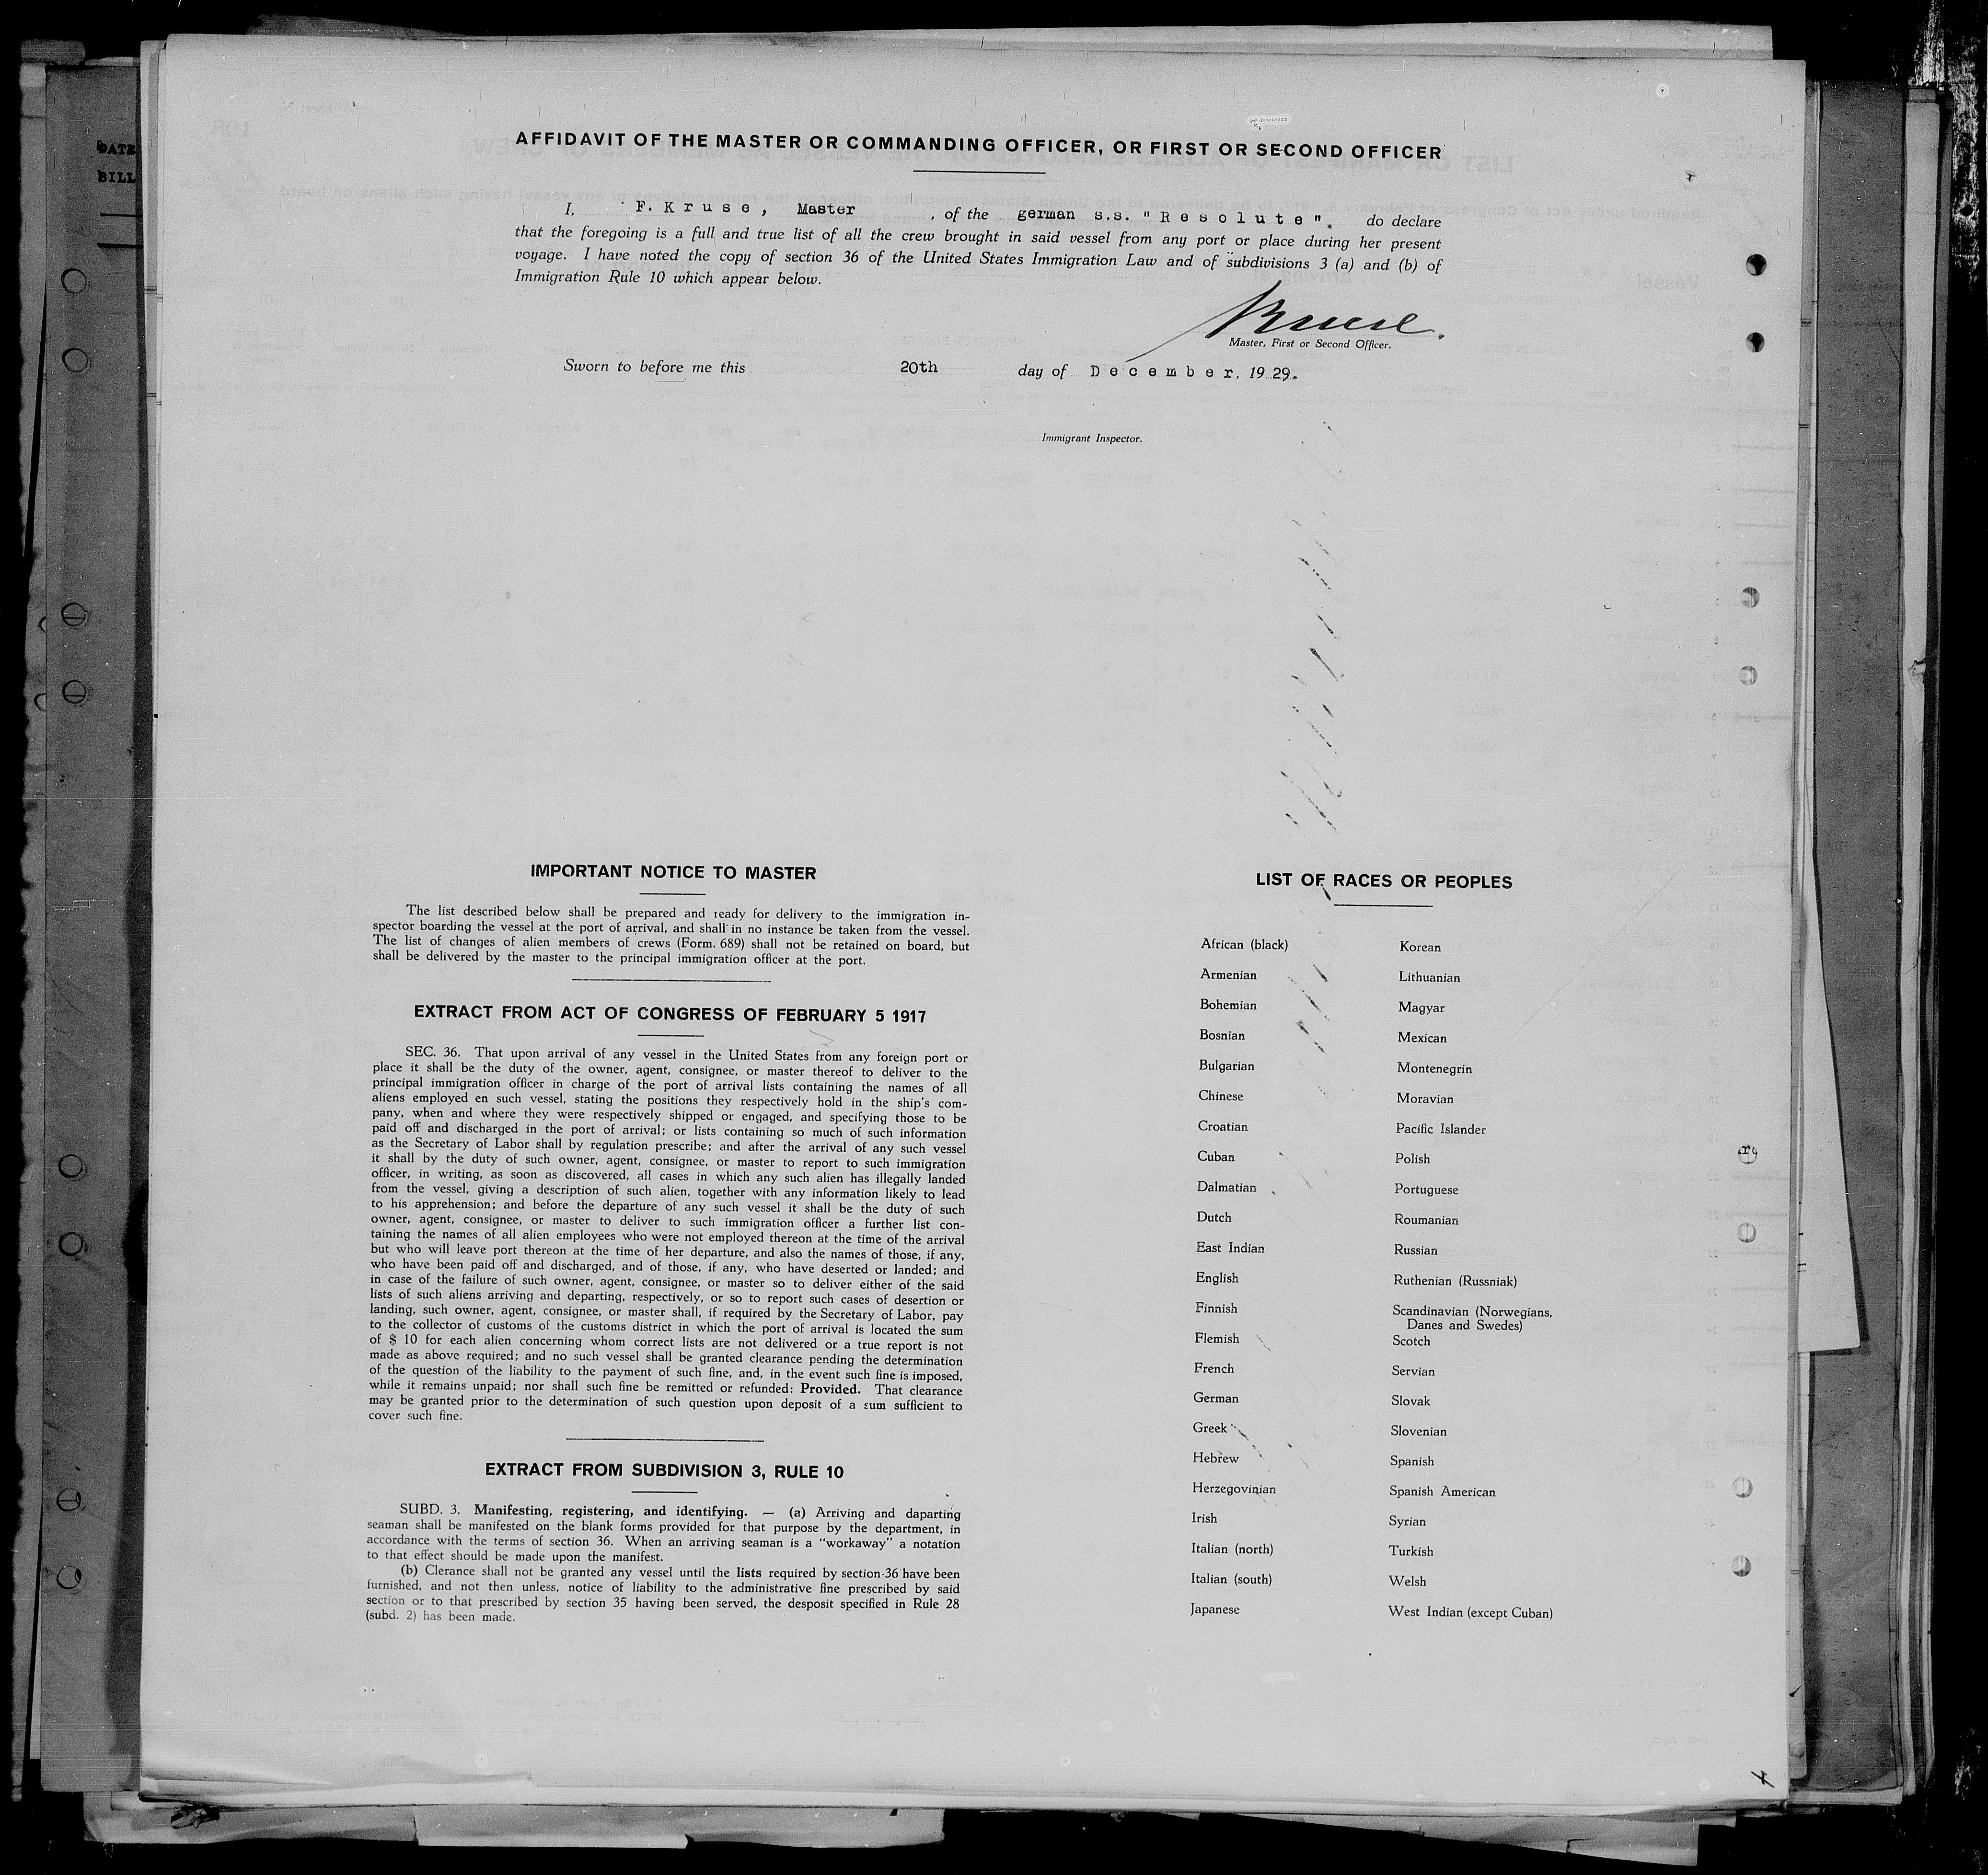 DATE
BILL
AFFIDAVIT OF THE MASTER OR COMMANDING OFFICER, OR FIRST OR SECOND OFFICER
I, F. Kruse, Master , of the german s.s. "Resolute", do declare
that the foregoing is a full and true list of all the crew brought in said vessel from any port or place during her present
voyage. I have noted the copy of section 36 of the United States Immigration Law and of subdivisions 3 (a) and (b) of
Immigration Rule 10 which appear below.
Kruse.
Master, First or Second Officer.
Sworn to before me this 20th day of December, 1929.
Immigrant Inspector.
IMPORTANT NOTICE TO MASTER
The list described below shall be prepared and ready for delivery to the immigration in-
spector boarding the vessel at the port of arrival, and shall in no instance be taken from the vessel.
The list of changes of alien members of crews (Form. 689) shall not be retained on board, but
shall be delivered by the master to the principal immigration officer at the port.
EXTRACT FROM ACT OF CONGRESS OF FEBRUARY 5 1917
SEC. 36. That upon arrival of any vessel in the United States from any foreign port or
place it shall be the duty of the owner, agent, consignee, or master thereof to deliver to the
principal immigration officer in charge of the port of arrival lists containing the names of all
aliens employed en such vessel, stating the positions they respectively hold in the ship's com-
pany, when and where they were respectively shipped or engaged, and specifying those to be
paid off and discharged in the port of arrival; or lists containing so much of such information
as the Secretary of Labor shall by regulation prescribe; and after the arrival of any such vessel
it shall by the duty of such owner, agent, consignee, or master to report to such immigration
officer, in writing, as soon as discovered, all cases in which any such alien has illegally landed
from the vessel, giving a description of such alien, together with any information likely to lead
to his apprehension; and before the departure of any such vessel it shall be the duty of such
owner, agent, consignee, or master to deliver to such immigration officer a further list con-
taining the names of all alien employees who were not employed thereon at the time of the arrival
but who will leave port thereon at the time of her departure, and also the names of those, if any,
who have been paid off and discharged, and of those, if any, who have deserted or landed; and
in case of the failure of such owner, agent, consignee, or master so to deliver either of the said
lists of such aliens arriving and departing, respectively, or so to report such cases of desertion or
landing, such owner, agent, consignee, or master shall, if required by the Secretary of Labor, pay
to the collector of customs of the customs district in which the port of arrival is located the sum
of $ 10 for each alien concerning whom correct lists are not delivered or a true report is not
made as above required; and no such vessel shall be granted clearance pending the determination
of the question of the liability to the payment of such fine, and, in the event such fine is imposed,
while it remains unpaid; nor shall such fine be remitted or refunded: Provided. That clearance
may be granted prior to the determination of such question upon deposit of a sum sufficient to
cover such fine.
EXTRACT FROM SUBDIVISION 3, RULE 10
SUBD. 3. Manifesting, registering, and identifying. — (a) Arriving and daparting
seaman shall be manifested on the blank forms provided for that purpose by the department, in
accordance with the terms of section 36. When an arriving seaman is a "workaway" a notation
to that effect should be made upon the manifest.
(b) Clerance shall not be granted any vessel until the lists required by section 36 have been
furnished, and not then unless, notice of liability to the administrative fine prescribed by said
section or to that prescribed by section 35 having been served, the desposit specified in Rule 28
(subd. 2) has been made.
LIST OF RACES OR PEOPLES
African (black)
Armenian
Bohemian
Bosnian
Bulgarian
Chinese
Croatian
Cuban
Dalmatian
Dutch
East Indian
English
Finnish
Flemish
French
German
Greek
Hebrew
Herzegovinian
Irish
Italian (north)
Italian (south)
Japanese
Korean
Lithuanian
Magyar
Mexican
Montenegrin
Moravian
Pacific Islander
Polish
Portuguese
Roumanian
Russian
Ruthenian (Russniak)
Scandinavian (Norwegians,
Danes and Swedes)
Scotch
Servian
Slovak
Slovenian
Spanish
Spanish American
Syrian
Turkish
Welsh
West Indian (except Cuban)